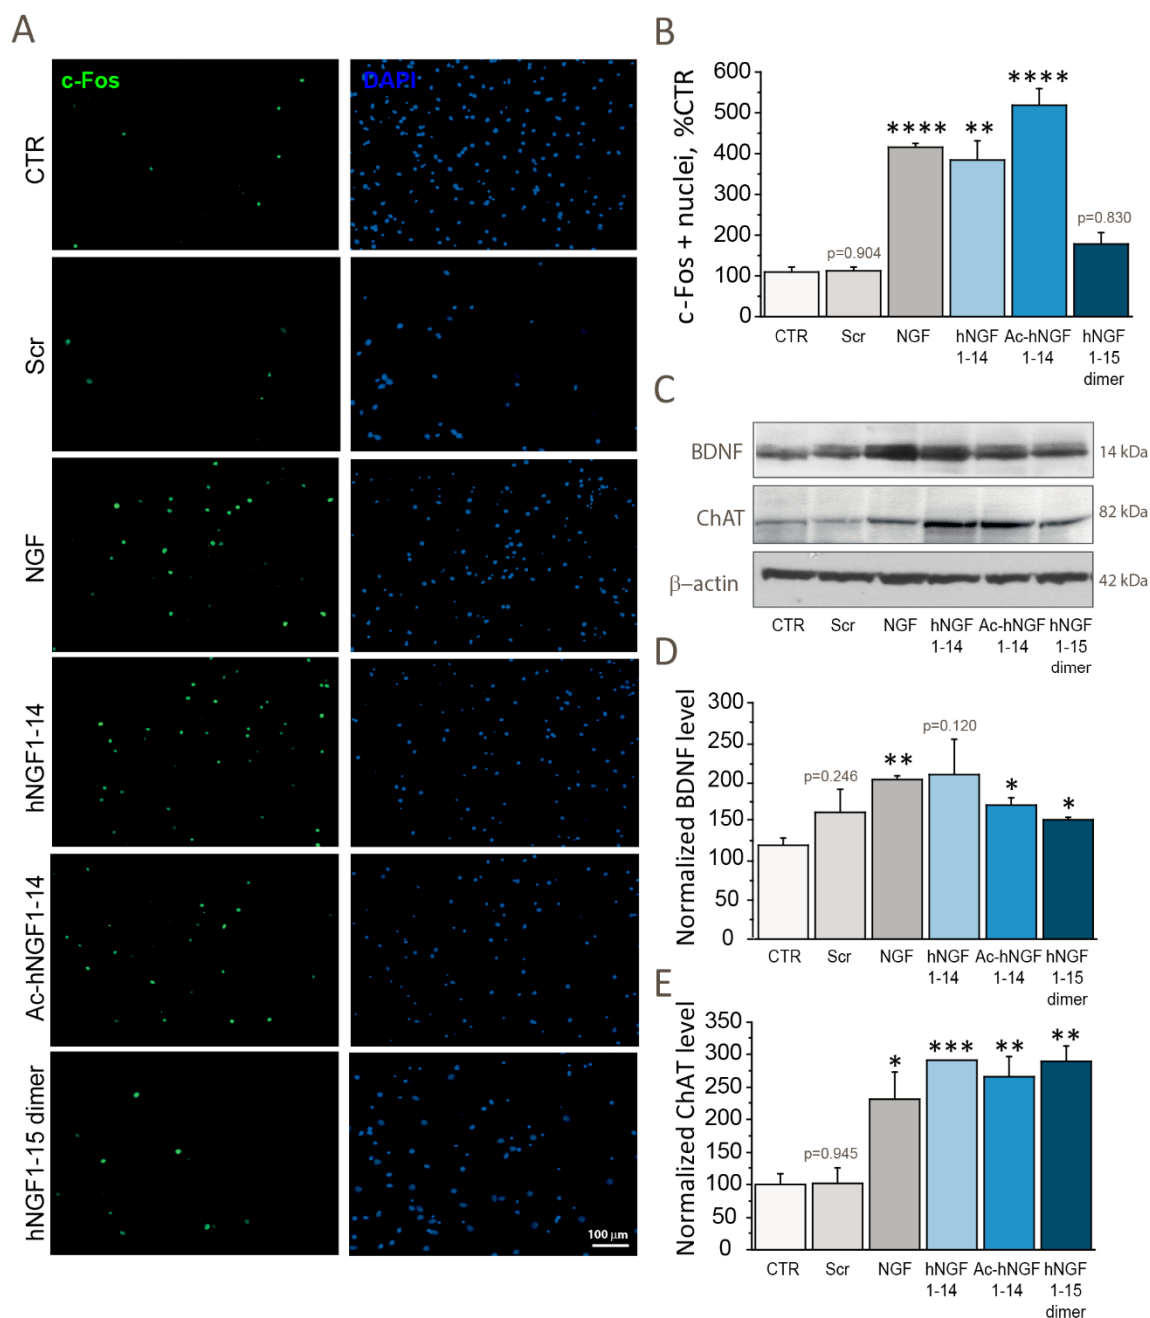 A
c-Fos
DAPI
CTR
Scr
NGF
hNGF1-14
Ac-hNGF1-14
hNGF1-15 dimer
100 µm
B
c-Fos + nuclei, %CTR
600
500
400
300
200
100
0
p=0.904
****
**
****
p=0.830
CTR Scr NGF hNGF Ac-hNGF hNGF
1-14 1-14 1-15
dimer
C
BDNF 14 kDa
ChAT 82 kDa
β–actin 42 kDa
CTR Scr NGF hNGF Ac-hNGF hNGF
1-14 1-14 1-15
dimer
D
Normalized BDNF level
300
250
200
150
100
50
0
p=0.246
**
p=0.120
*
*
CTR Scr NGF hNGF Ac-hNGF hNGF
1-14 1-14 1-15
dimer
E
Normalized ChAT level
350
300
250
200
150
100
50
0
p=0.945
*
***
**
**
CTR Scr NGF hNGF Ac-hNGF hNGF
1-14 1-14 1-15
dimer